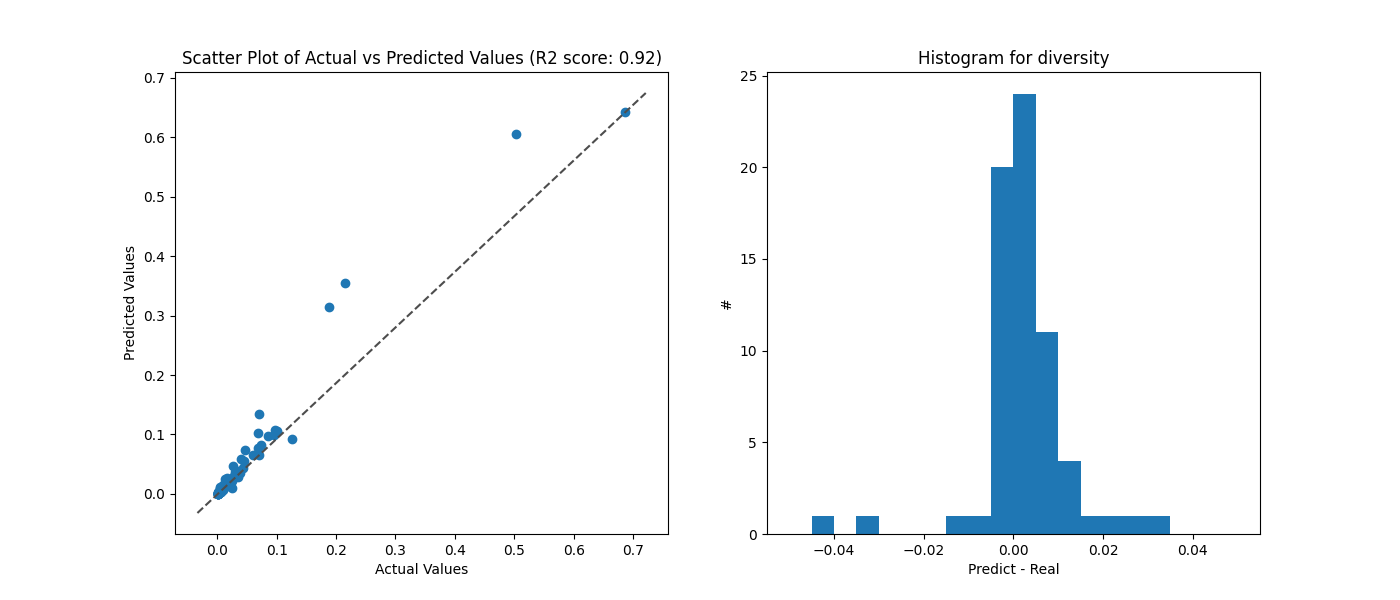 Scatter Plot of Actual vs Predicted Values (R2 score: 0.92)
0.7
0.6
0.5
0.4
0.3
0.2
0.1
0.0
Predicted Values
0.0 0.1 0.2 0.3 0.4 0.5 0.6 0.7
Actual Values
Histogram for diversity
25
20
15
10
5
0
#
−0.04 −0.02 0.00 0.02 0.04
Predict - Real